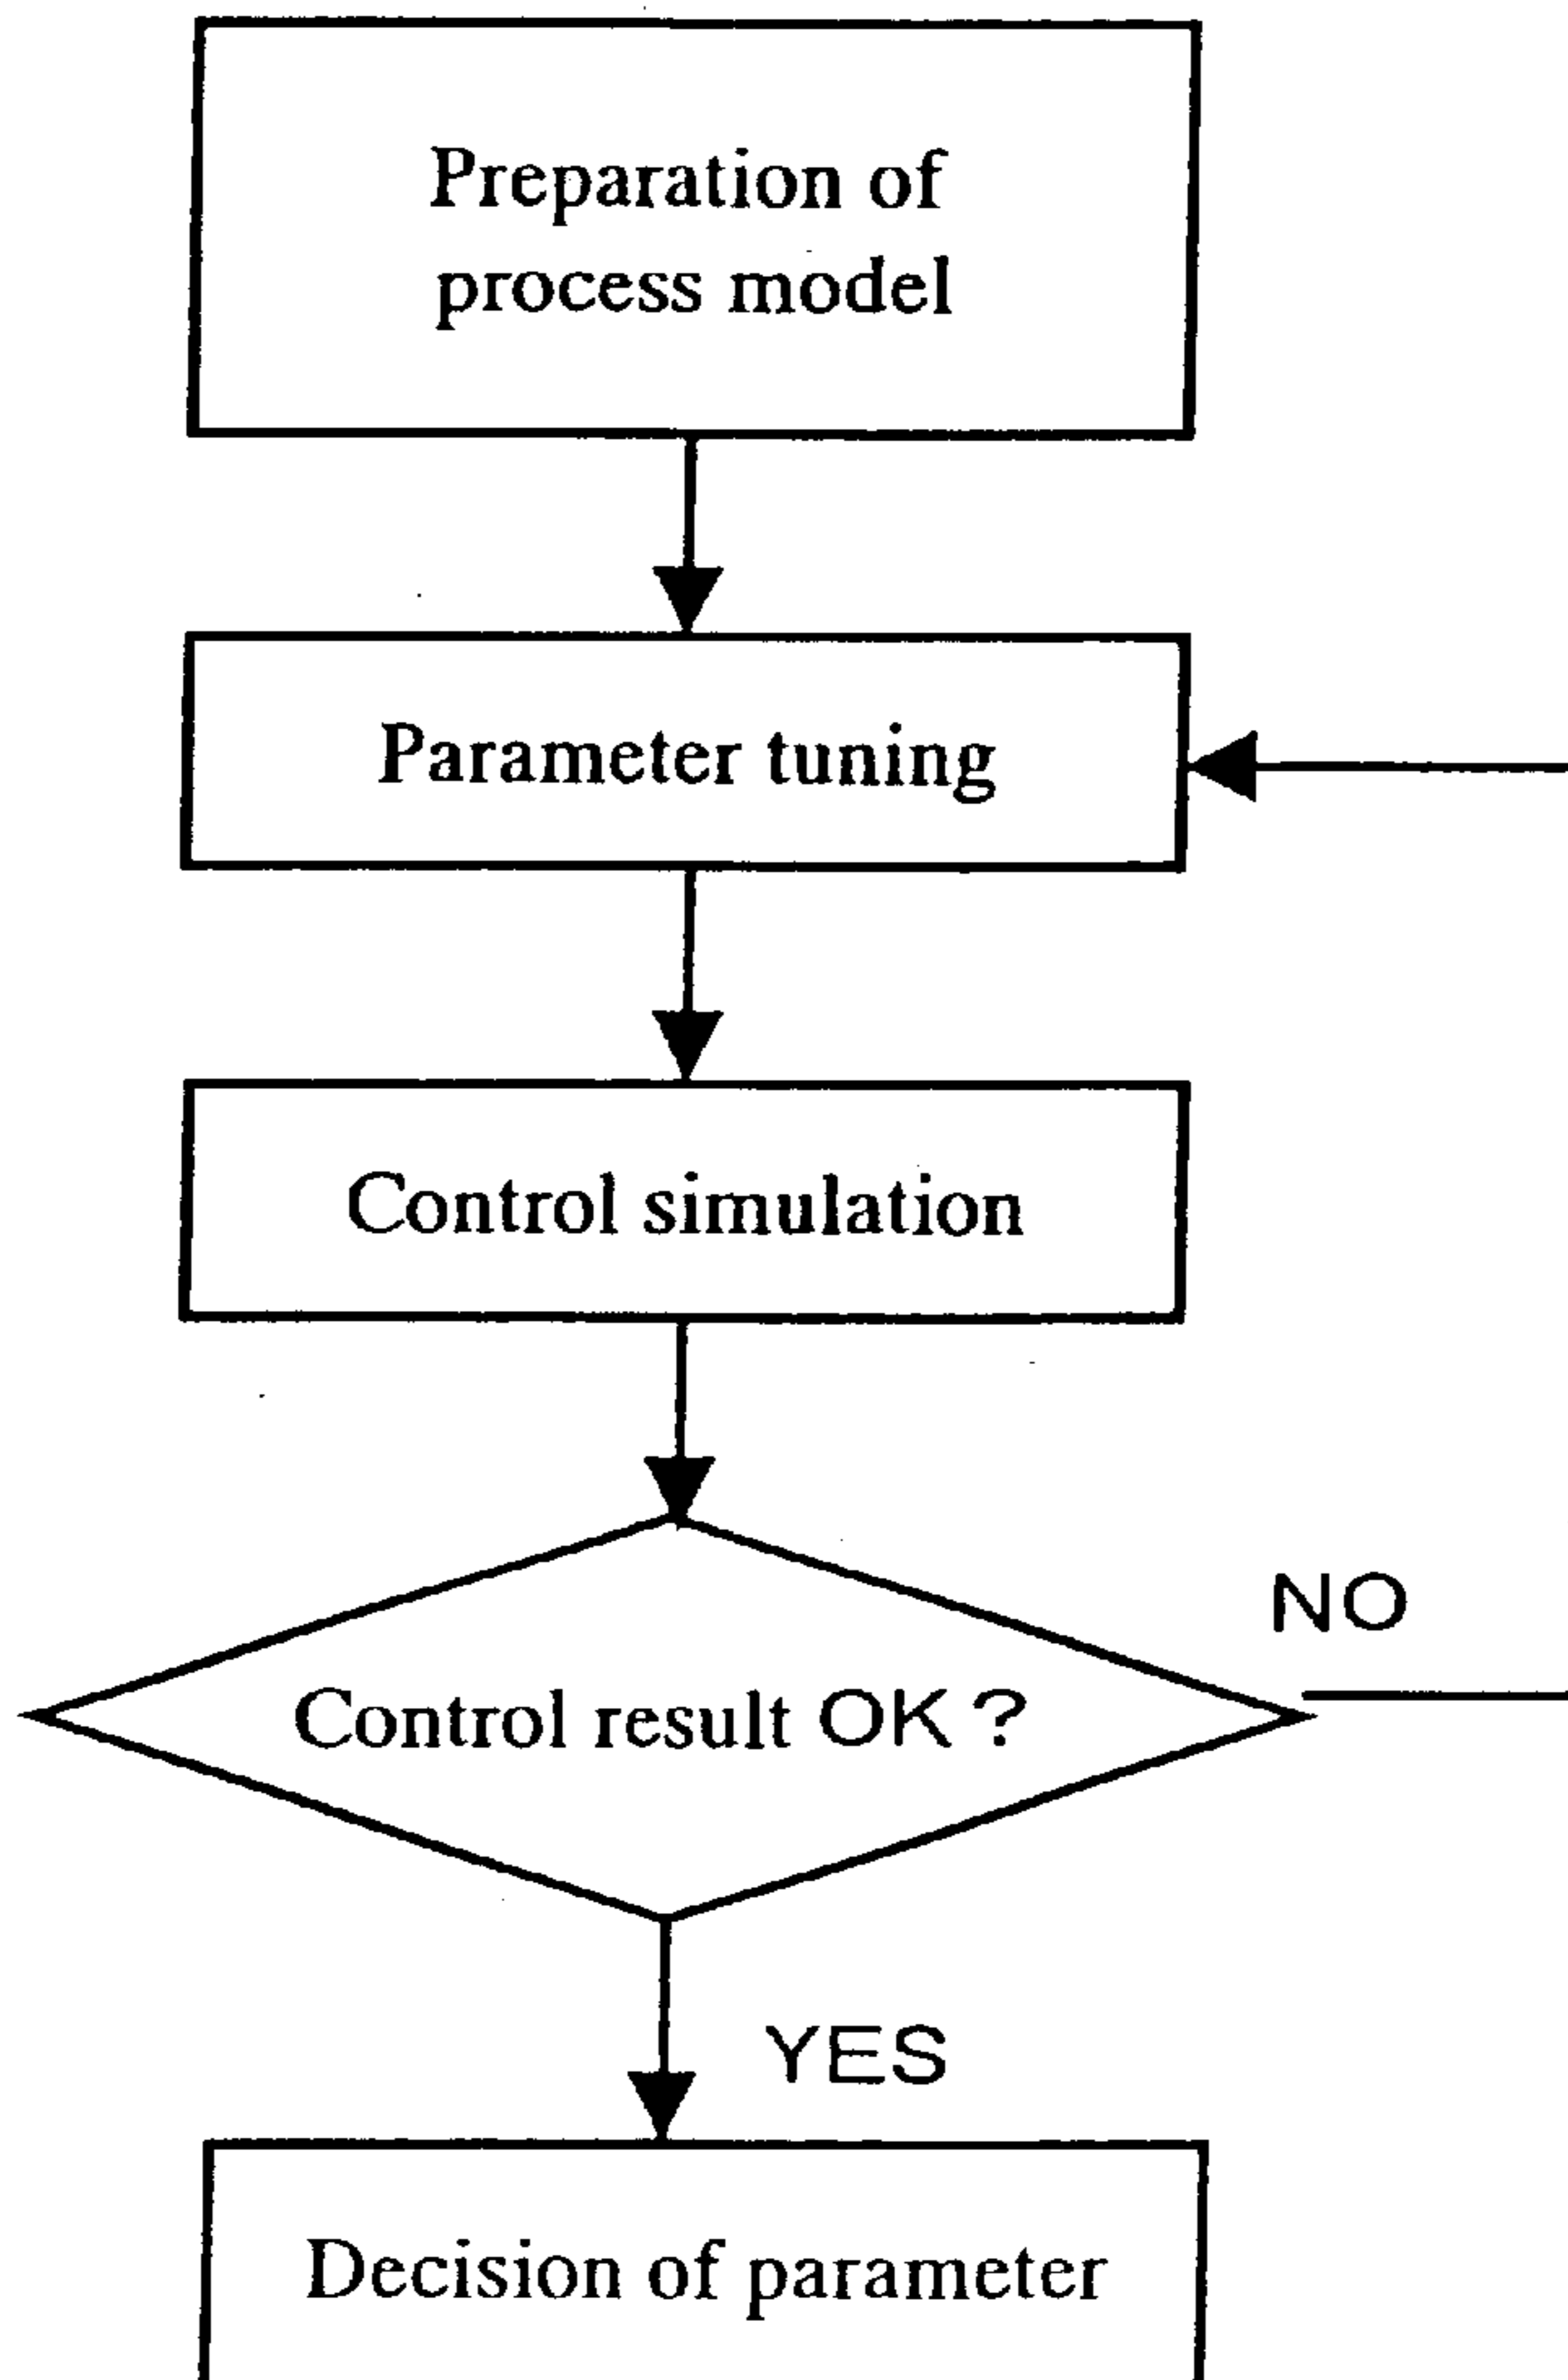 Preparation of
process model
Parameter tuning
Control simulation
NO
Control result OK ?
YES
Decision of parameter